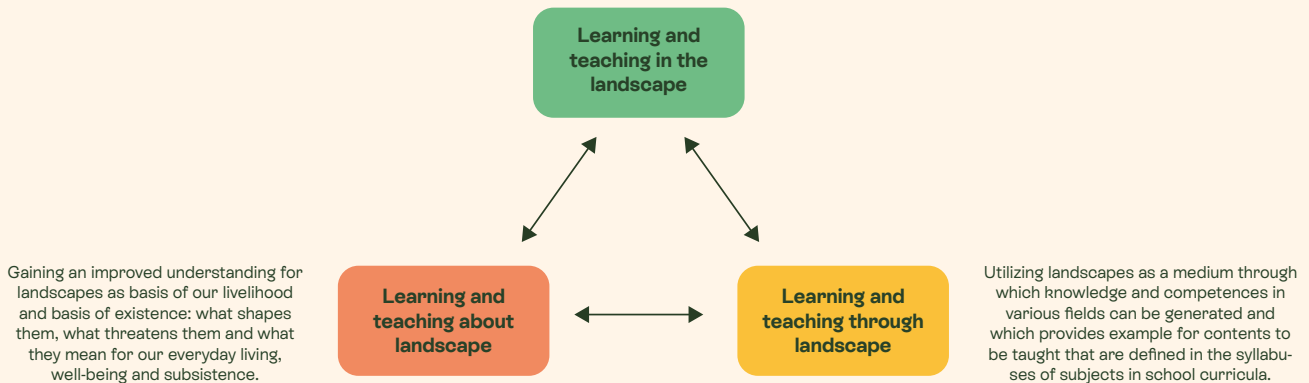 Learning and
teaching in the
landscape
Gaining an improved understanding for
landscapes as basis of our livelihood
and basis of existence: what shapes
them, what threatens them and what
they mean for our everyday living,
well-being and subsistence.
Learning and
teaching about
landscape
Learning and
teaching through
landscape
Utilizing landscapes as a medium through
which knowledge and competences in
various fields can be generated and
which provides example for contents to
be taught that are defined in the syllabu-
ses of subjects in school curricula.